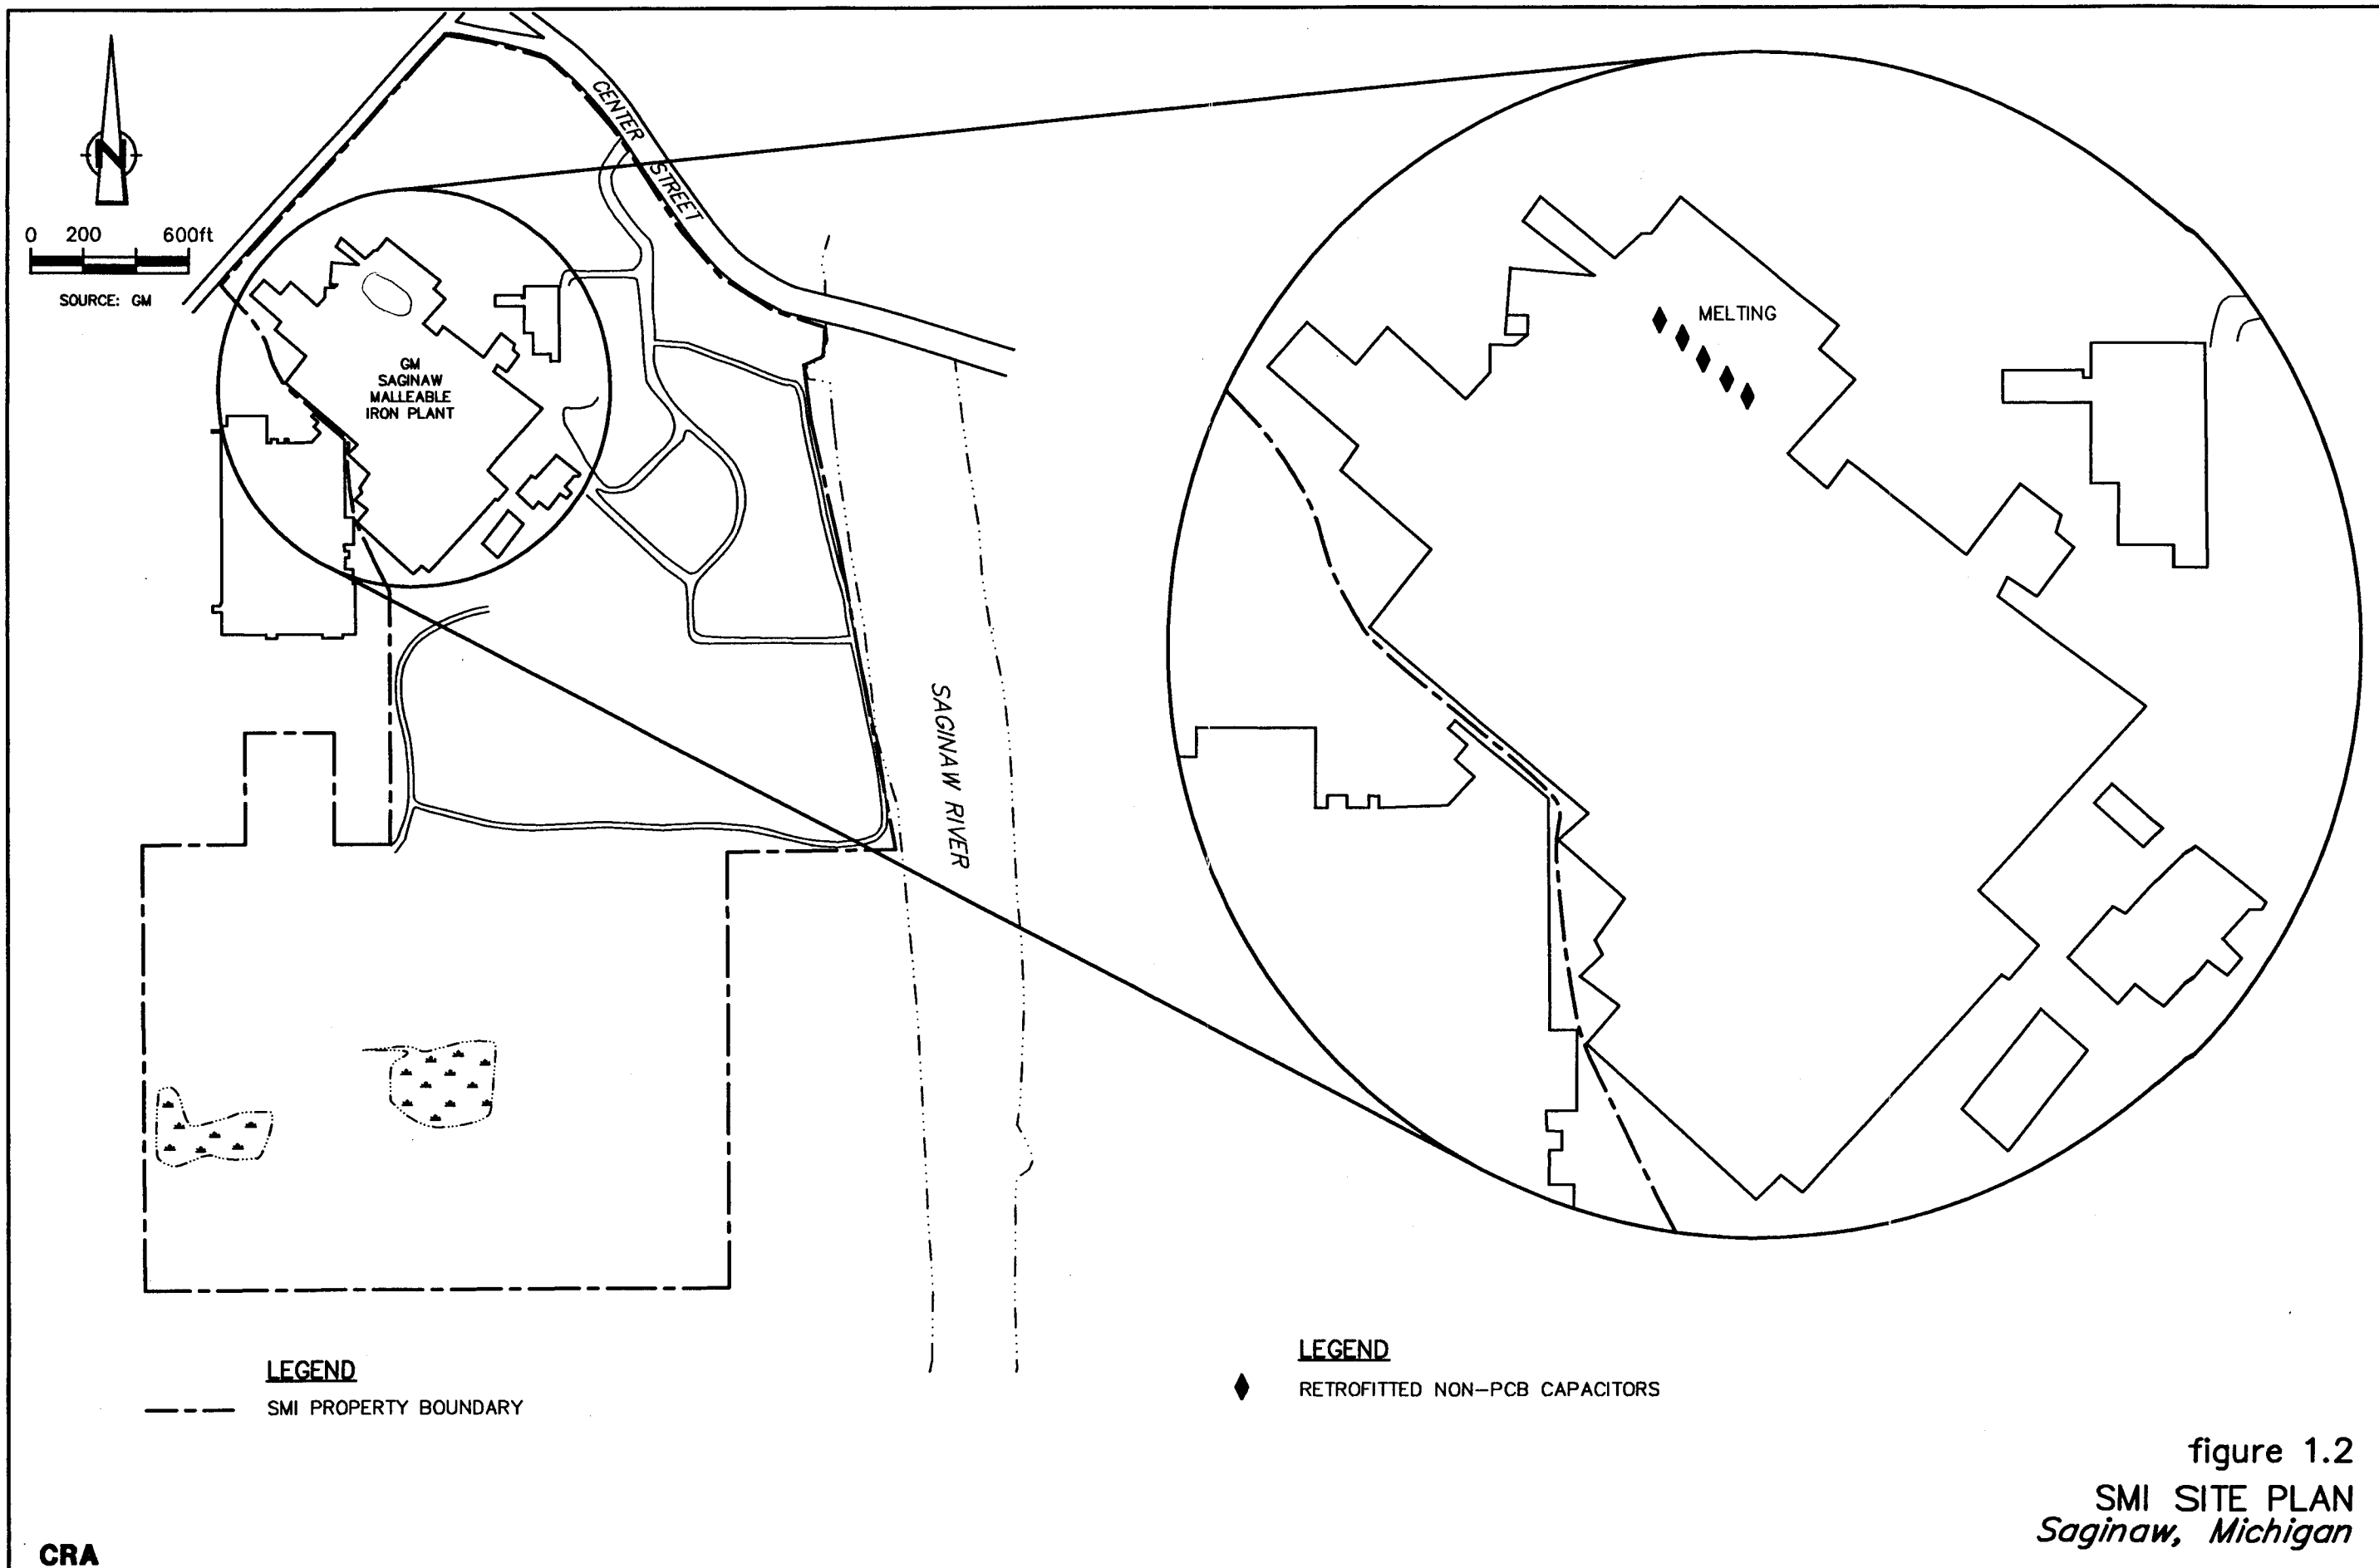 N
0 200 600ft
SOURCE: GM
CENTER STREET
GM
SAGINAW
MALLEABLE
IRON PLANT
MELTING
SAGINAW RIVER
LEGEND
SMI PROPERTY BOUNDARY
LEGEND
RETROFITTED NON-PCB CAPACITORS
figure 1.2
SMI SITE PLAN
Saginaw, Michigan
CRA